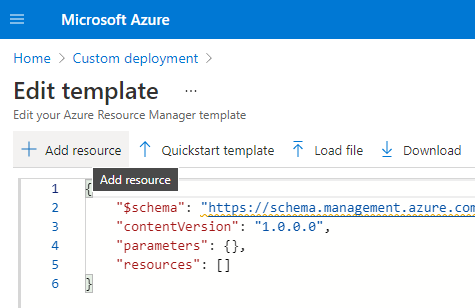 Microsoft Azure
Home > Custom deployment >
Edit template ...
Edit your Azure Resource Manager template
Add resource Quickstart template Load file Download
Add resource
1 {
2 "$schema": "https://schema.management.azure.com
3 "contentVersion": "1.0.0.0",
4 "parameters": {},
5 "resources": []
6 }